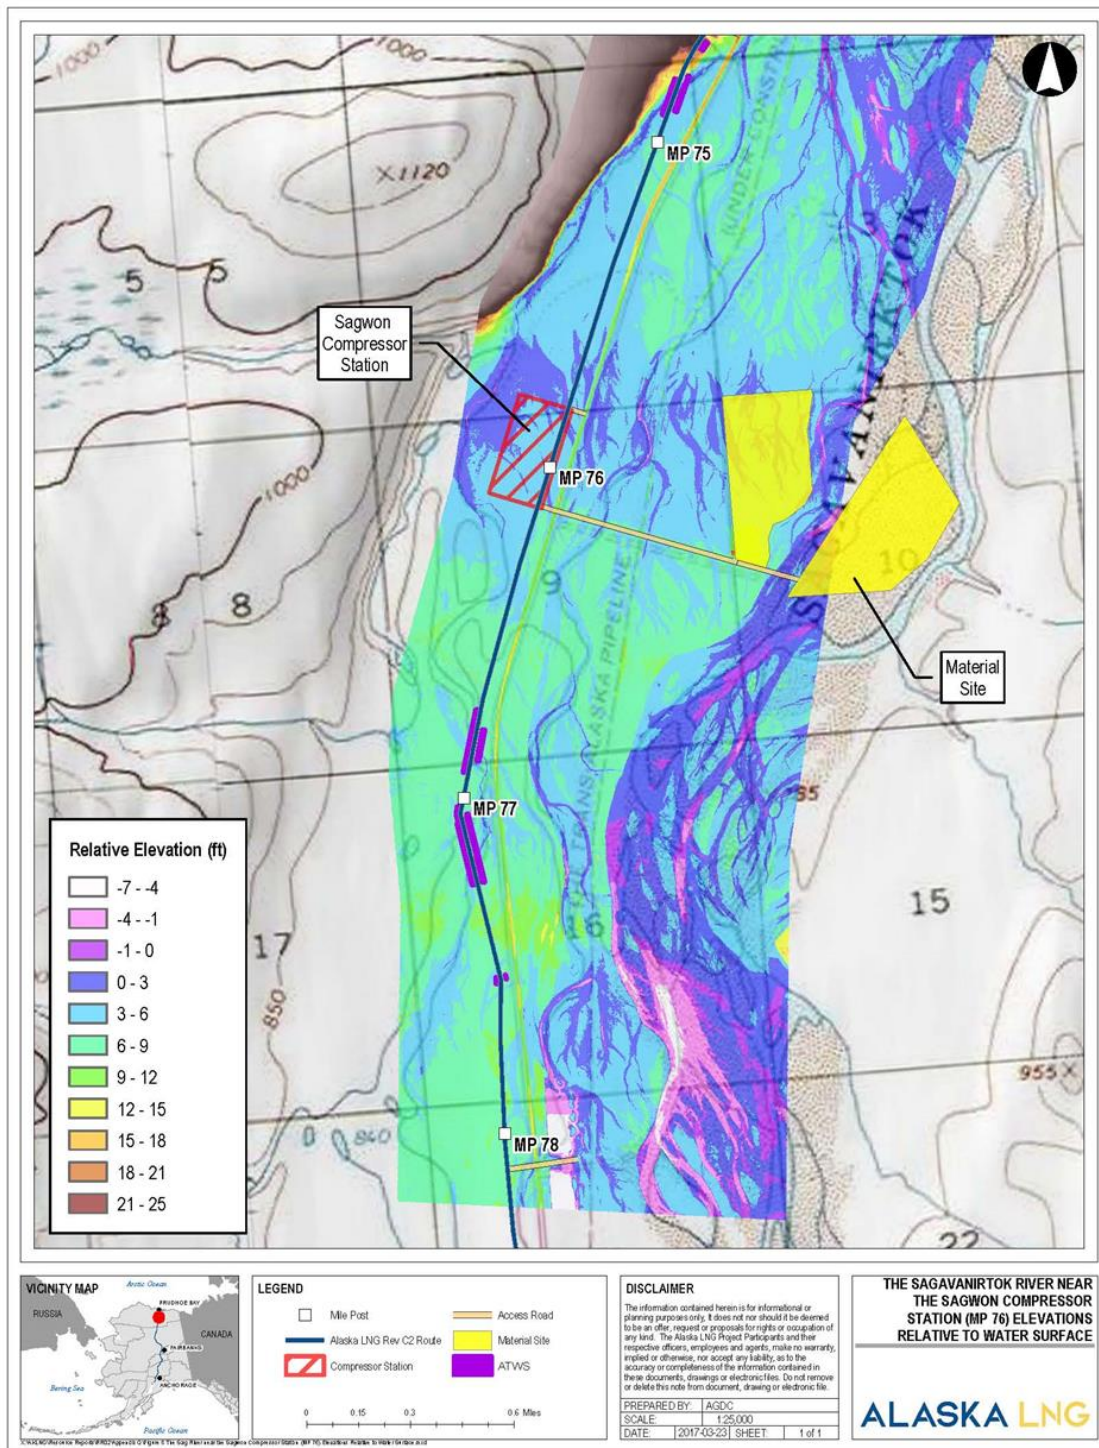 1000
1000
X1120
MP 75
KINDER CONSTR
5
5
Sagwon
Compressor
Station
SAGAVANIRKTOK
1000
MP 76
9
10
8
8
TRANS ALASKA PIPELINE
Material
Site
MP 77
Relative Elevation (ft)
-7 - -4
-4 - -1
-1 - 0
0 - 3
3 - 6
6 - 9
9 - 12
12 - 15
15 - 18
18 - 21
21 - 25
15
16
17
850
955 X
840
MP 78
22
VICINITY MAP
Arctic Ocean
RUSSIA
PRUDHOE BAY
CANADA
FAIRBANKS
ANCHORAGE
Bering Sea
Pacific Ocean
LEGEND
Mile Post
Alaska LNG Rev C2 Route
Compressor Station
Access Road
Material Site
ATWS
0 0.15 0.3 0.6 Miles
DISCLAIMER
The information contained herein is for informational or
planning purposes only, it does not nor should it be deemed
to be an offer, request or proposals for rights or occupation of
any kind. The Alaska LNG Project Participants and their
respective officers, employees and agents, make no warranty,
implied or otherwise, nor accept any liability, as to the
accuracy or completeness of the information contained in
these documents, drawings or electronic files. Do not remove
or delete this note from document, drawing or electronic file.
PREPARED BY: AGDC
SCALE: 1:25,000
DATE: 2017-03-23 SHEET: 1 of 1
THE SAGAVANIRTOK RIVER NEAR
THE SAGWON COMPRESSOR
STATION (MP 76) ELEVATIONS
RELATIVE TO WATER SURFACE
ALASKA LNG